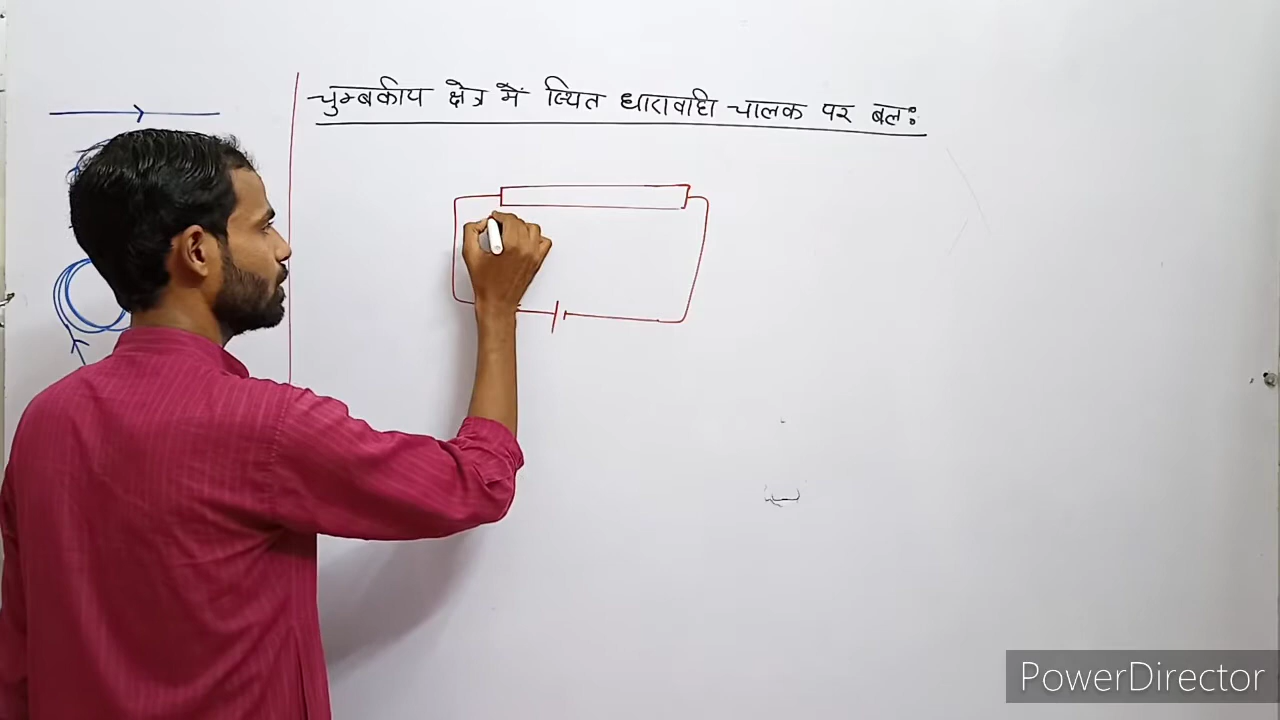 चुम्बकीय क्षेत्र में स्थित धारावाहि चालक पर बल:
PowerDirector